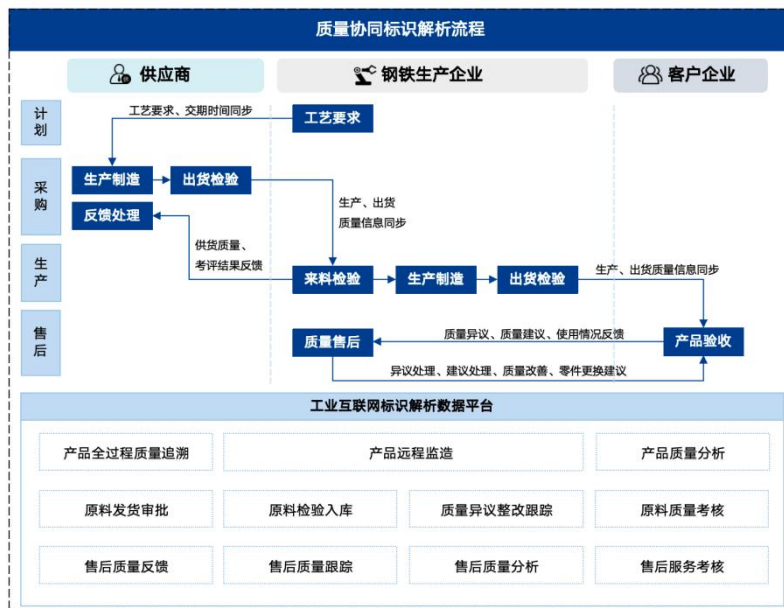 质量协同标识解析流程
供应商
钢铁生产企业
客户企业
计划
工艺要求、交期时间同步
工艺要求
采购
生产制造
出货检验
生产、出货
质量信息同步
反馈处理
供货质量、
考评结果反馈
生产
来料检验
生产制造
出货检验
生产、出货质量信息同步
售后
质量售后
质量异议、质量建议、使用情况反馈
产品验收
异议处理、建议处理、质量改善、零件更换建议
工业互联网标识解析数据平台
产品全过程质量追溯
产品远程监造
产品质量分析
原料发货审批
原料检验入库
质量异议整改跟踪
原料质量考核
售后质量反馈
售后质量跟踪
售后质量分析
售后服务考核